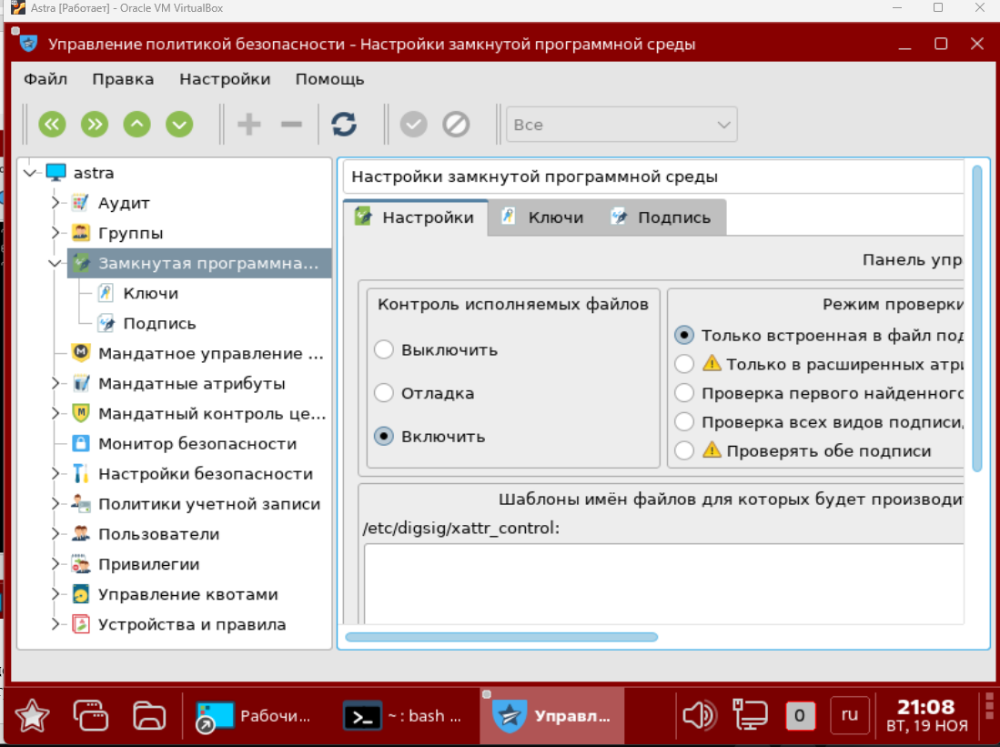 Astra [Работает] - Oracle VM VirtualBox
Управление политикой безопасности - Настройки замкнутой программной среды
Файл Правка Настройки Помощь
Все
astra
Аудит
Группы
Замкнутая программна...
Ключи
Подпись
Мандатное управление ...
Мандатные атрибуты
Мандатный контроль це...
Монитор безопасности
Настройки безопасности
Политики учетной записи
Пользователи
Привилегии
Управление квотами
Устройства и правила
Настройки замкнутой программной среды
Настройки Ключи Подпись
Панель упр
Контроль исполняемых файлов
Выключить
Отладка
Включить
Режим проверки
Только встроенная в файл под
Только в расширенных атри
Проверка первого найденного
Проверка всех видов подписи,
Проверять обе подписи
Шаблоны имён файлов для которых будет производит
/etc/digsig/xattr_control:
Рабочи...
~ : bash ...
Управл...
0
ru
21:08
ВТ, 19 НОЯ